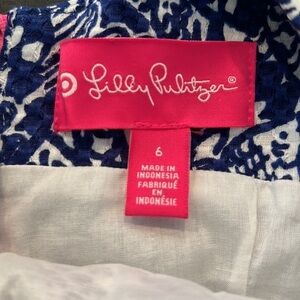 Lilly Pulitzer®
6
MADE IN
INDONESIA
FABRIQUÉ
EN
INDONÉSIE